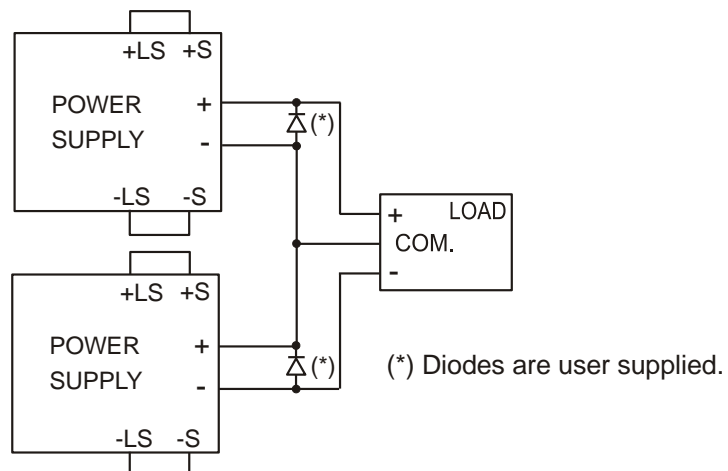 +LS +S
POWER
SUPPLY
+
-
-LS -S
(*)
+ LOAD
COM.
-
+LS +S
POWER
SUPPLY
+
-
-LS -S
(*)
(*) Diodes are user supplied.